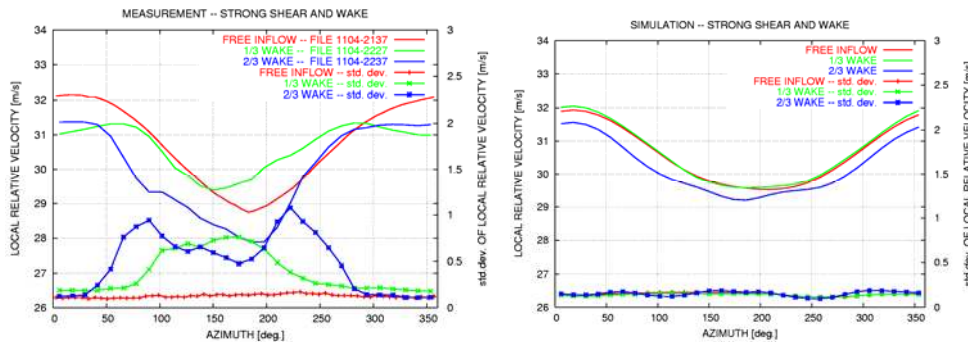 MEASUREMENT -- STRONG SHEAR AND WAKE
FREE INFLOW -- FILE 1104-2137
1/3 WAKE -- FILE 1104-2227
2/3 WAKE -- FILE 1104-2237
FREE INFLOW -- std. dev.
1/3 WAKE -- std. dev.
2/3 WAKE -- std. dev.
LOCAL RELATIVE VELOCITY [m/s]
34
33
32
31
30
29
28
27
26
3
2.5
2
1.5
1
0.5
0
std.dev. of LOCAL RELATIVE VELOCITY [m/s]
0 50 100 150 200 250 300 350
AZIMUTH [deg.]
SIMULATION -- STRONG SHEAR AND WAKE
FREE INFLOW
1/3 WAKE
2/3 WAKE
FREE INFLOW -- std. dev.
1/3 WAKE -- std. dev.
2/3 WAKE -- std. dev.
LOCAL RELATIVE VELOCITY [m/s]
34
33
32
31
30
29
28
27
26
3
2.5
2
1.5
1
0.5
0
std.dev. of LOCAL RELATIVE VELOCITY [m/s]
0 50 100 150 200 250 300 350
AZIMUTH [deg.]